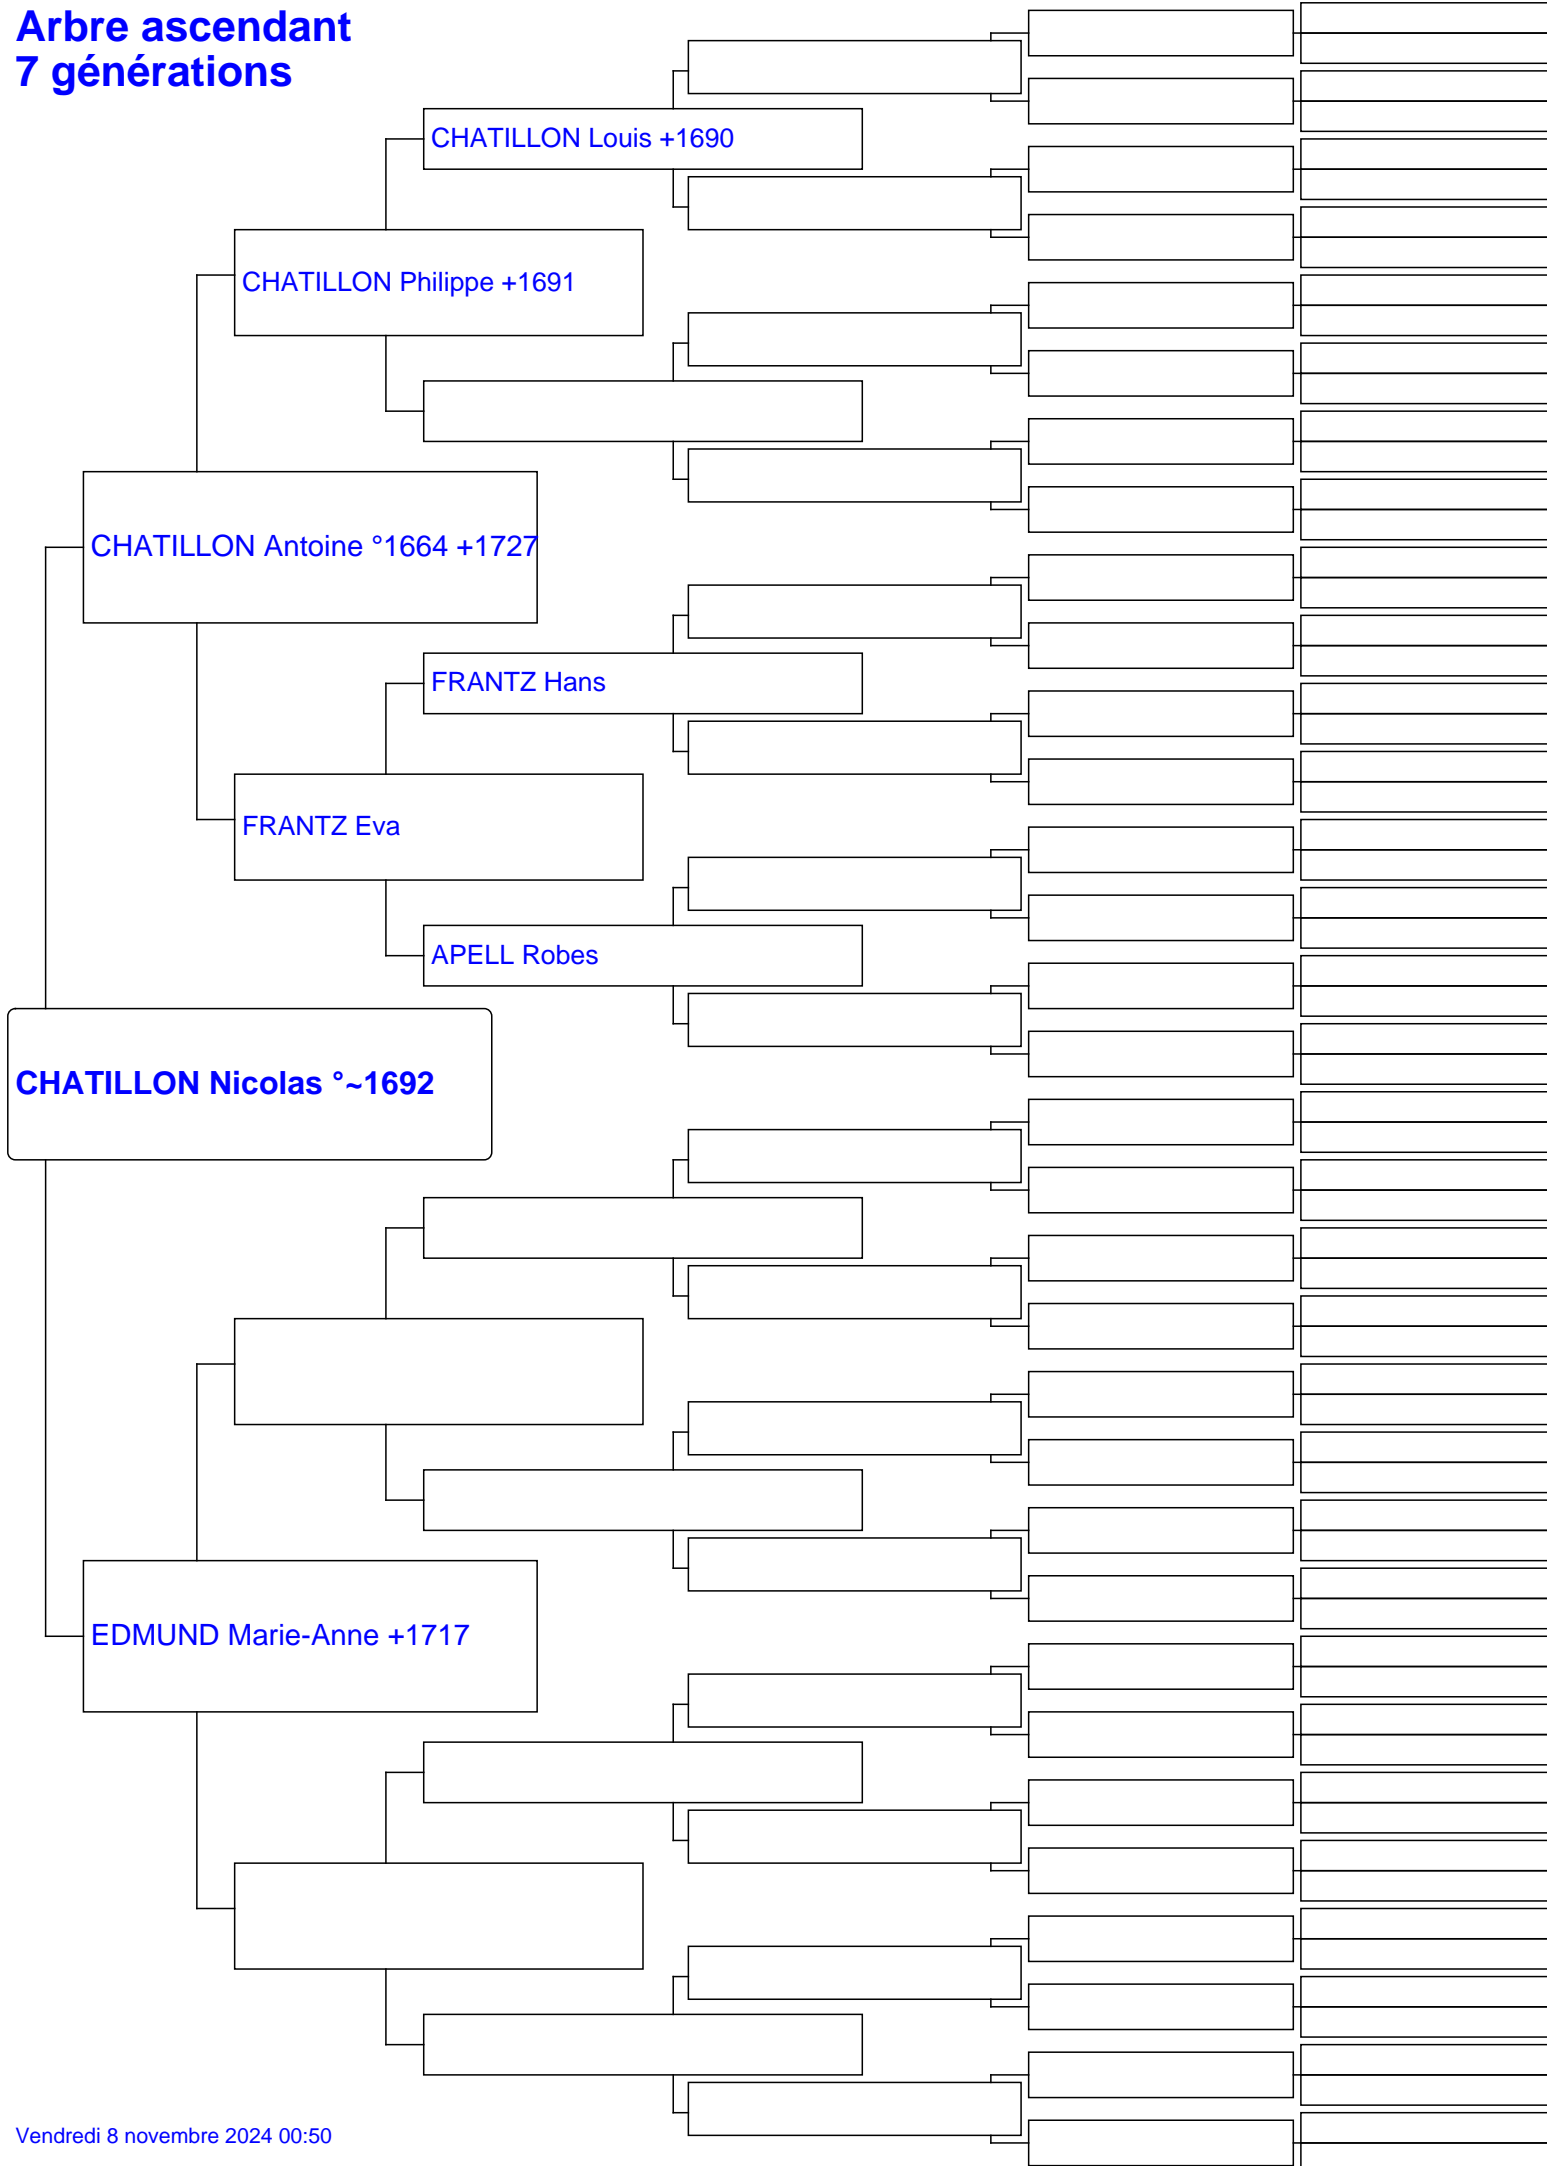 Arbre ascendant
7 générations
CHATILLON Louis +1690
CHATILLON Philippe +1691
CHATILLON Antoine °1664 +1727
FRANTZ Hans
FRANTZ Eva
APELL Robes
CHATILLON Nicolas °~1692
EDMUND Marie-Anne +1717
Vendredi 8 novembre 2024 00:50